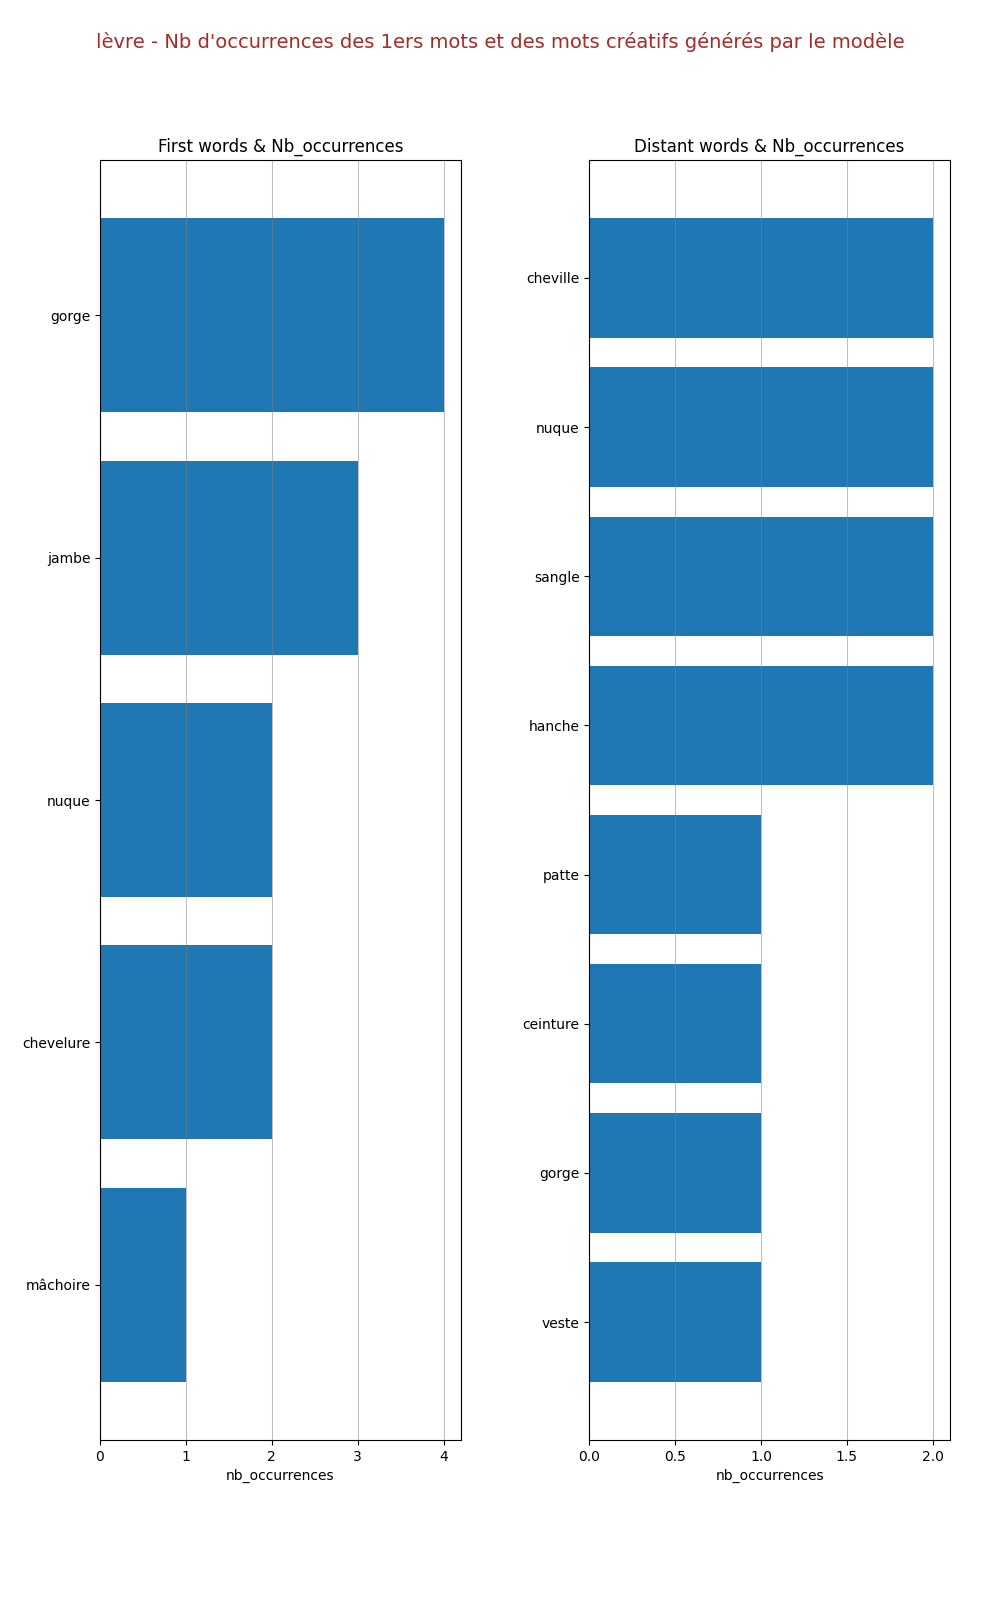 lèvre - Nb d'occurrences des 1ers mots et des mots créatifs générés par le modèle
First words & Nb_occurrences
gorge
jambe
nuque
chevelure
mâchoire
0 1 2 3 4
nb_occurrences
Distant words & Nb_occurrences
cheville
nuque
sangle
hanche
patte
ceinture
gorge
veste
0.0 0.5 1.0 1.5 2.0
nb_occurrences